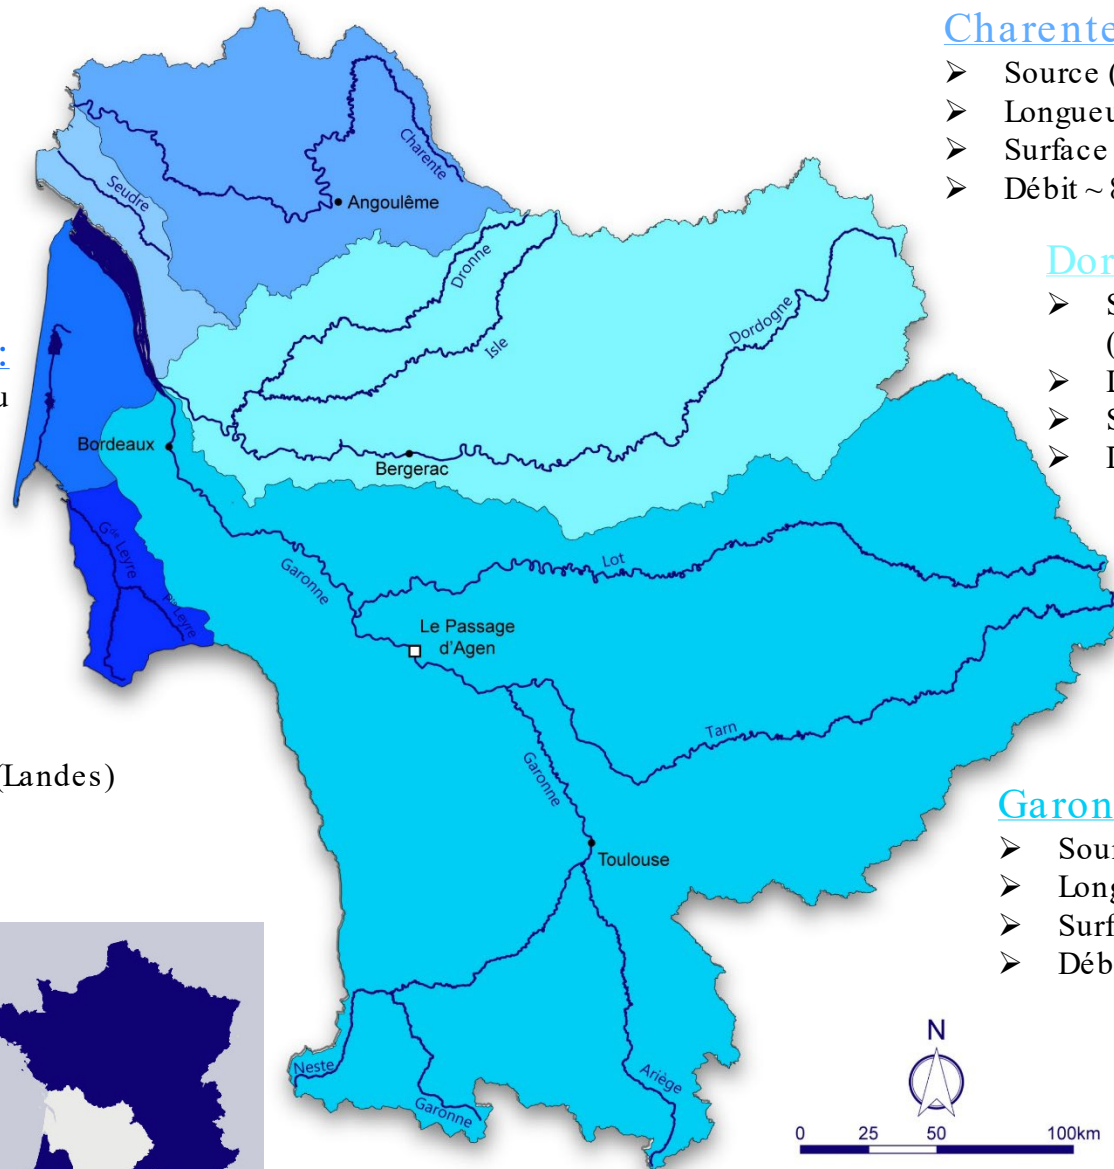 Charente
➢ Source (
➢ Longueu
➢ Surface
➢ Débit ~ 8
Charente
Seudre
Angoulême
Dor
➢ S
(
➢ L
➢ S
➢ D
Dronne
Isle
Dordogne
:
u
Bordeaux
Bergerac
Gde Leyre
Pte Leyre
Garonne
Lot
Le Passage
d'Agen
Tarn
Garonne
(Landes)
Toulouse
Garon
➢ Sour
➢ Long
➢ Surf
➢ Déb
Neste
Garonne
Ariège
N
0 25 50 100km